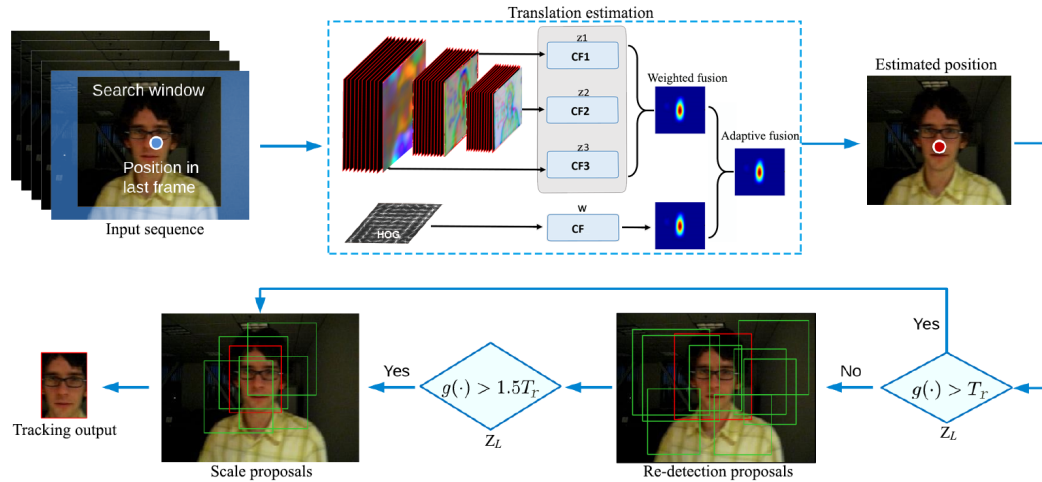 Translation estimation
Search window
Position in
last frame
Input sequence
z1
CF1
z2
CF2
z3
CF3
Weighted fusion
Adaptive fusion
HOG
w
CF
Estimated position
Yes
No
g(·) > T_r
Z_L
Re-detection proposals
g(·) > 1.5T_r
Z_L
Yes
Scale proposals
Tracking output